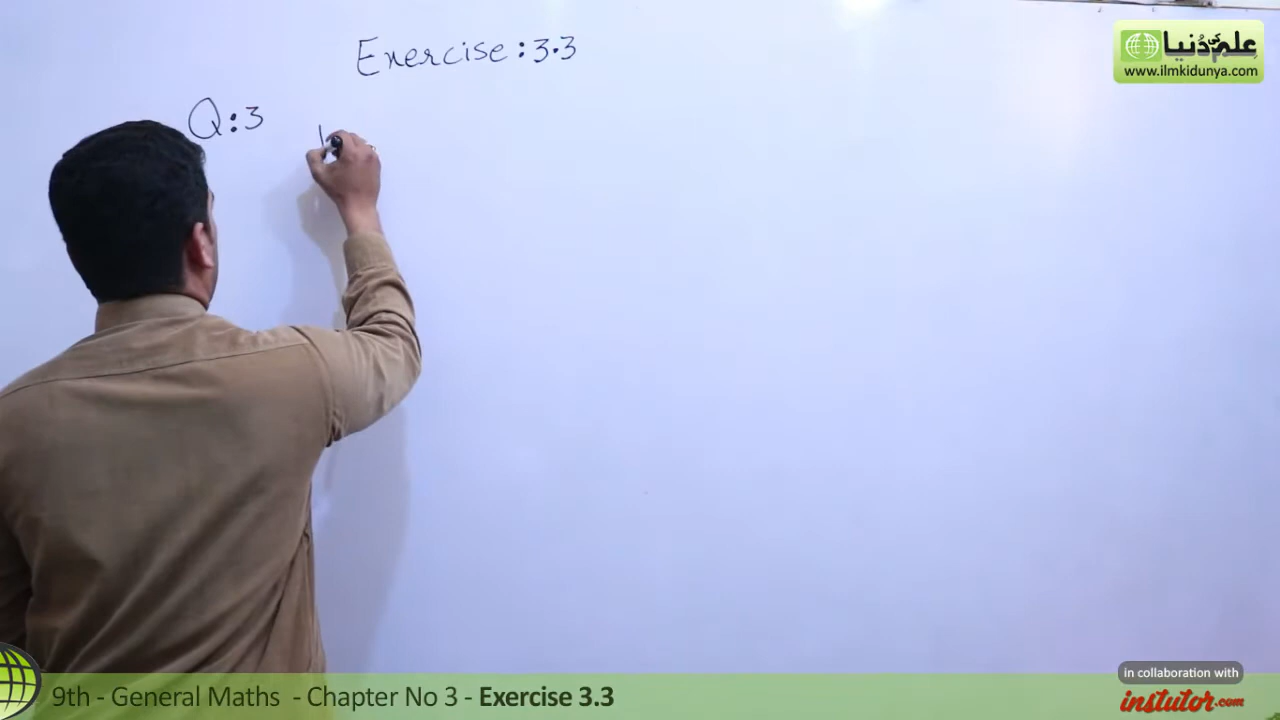 Exercise : 3.3
Q : 3
علم کی دُنیا
www.ilmkidunya.com
in collaboration with
instutor.com
9th - General Maths - Chapter No 3 - Exercise 3.3